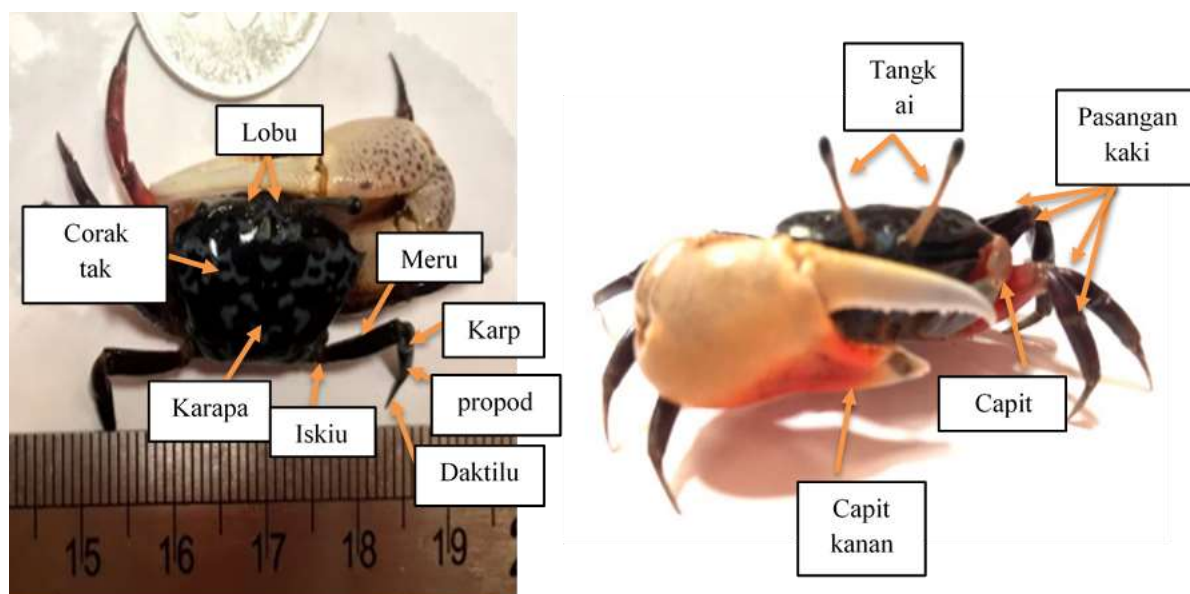 Lobu
Corak
tak
Meru
Karp
Karapa
Iskiu
propod
Daktilu
15 16 17 18 19
Tangk
ai
Pasangan
kaki
Capit
Capit
kanan